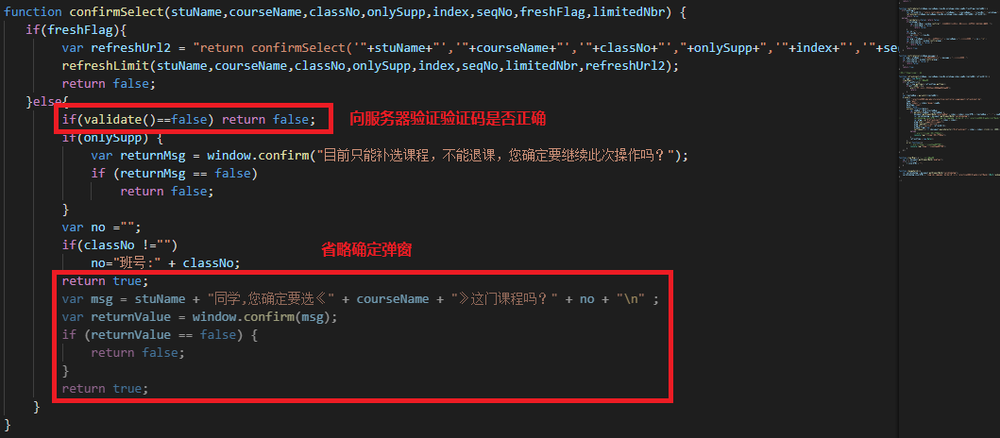 function confirmSelect(stuName,courseName,classNo,onlySupp,index,seqNo,freshFlag,limitedNbr) {
if(freshFlag){
var refreshUrl2 = "return confirmSelect('"+stuName+"','"+courseName+"','"+classNo+"',"+onlySupp+",'"+index+"','"+se
refreshLimit(stuName,courseName,classNo,onlySupp,index,seqNo,limitedNbr,refreshUrl2);
return false;
}else{
if(validate()==false) return false; 向服务器验证验证码是否正确
if(onlySupp) {
var returnMsg = window.confirm("目前只能补选课程，不能退课，您确定要继续此次操作吗？");
if (returnMsg == false)
return false;
}
var no ="";
if(classNo !="") 省略确定弹窗
no="班号:" + classNo;
return true;
var msg = stuName + "同学,您确定要选《" + courseName + "》这门课程吗？" + no + "\n" ;
var returnValue = window.confirm(msg);
if (returnValue == false) {
return false;
}
return true;
}
}